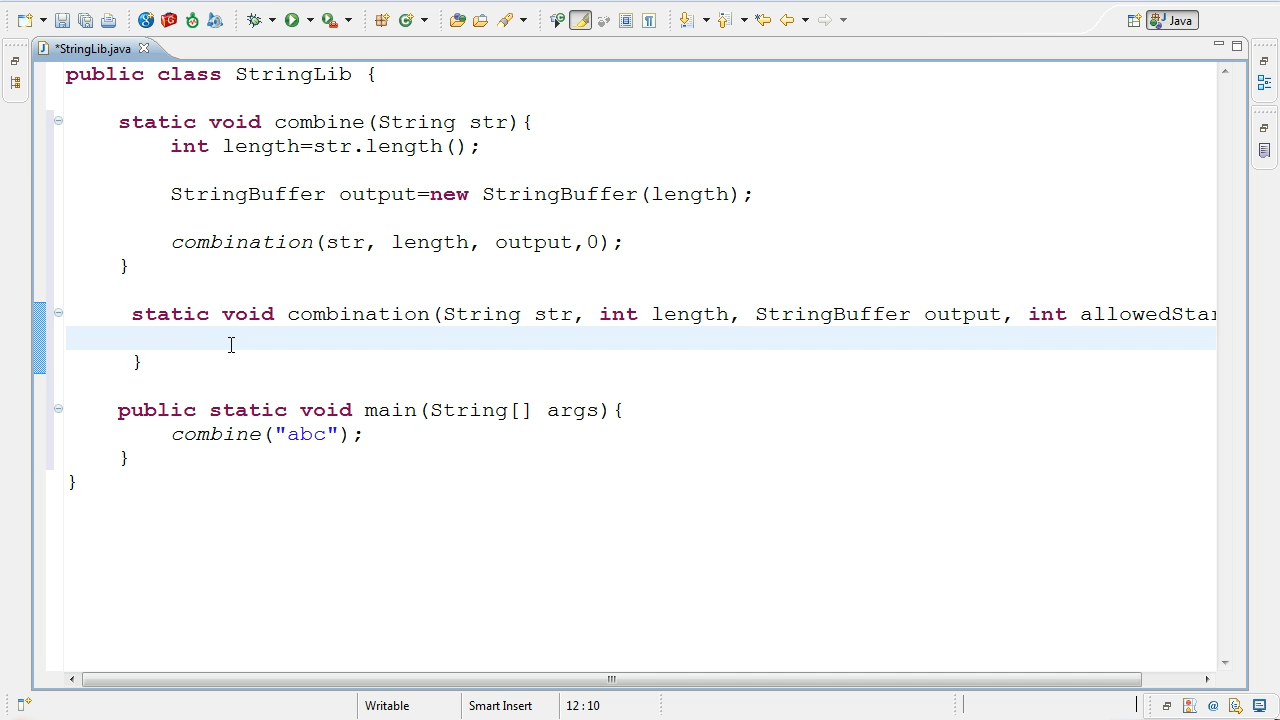 Java
*StringLib.java
public class StringLib {
static void combine(String str){
int length=str.length();
StringBuffer output=new StringBuffer(length);
combination(str, length, output,0);
}
static void combination(String str, int length, StringBuffer output, int allowedStar
}
public static void main(String[] args){
combine("abc");
}
}
Writable
Smart Insert
12:10